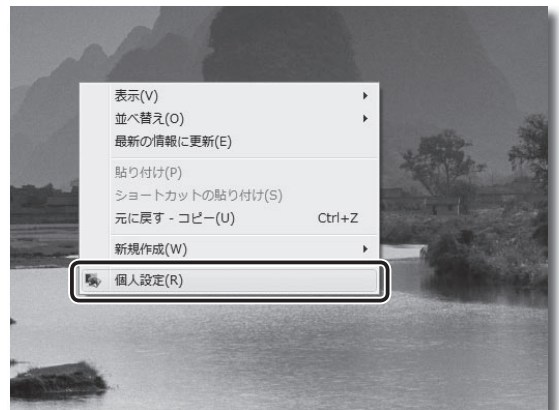 表示(V)
並べ替え(O)
最新の情報に更新(E)
貼り付け(P)
ショートカットの貼り付け(S)
元に戻す - コピー(U) Ctrl+Z
新規作成(W)
個人設定(R)